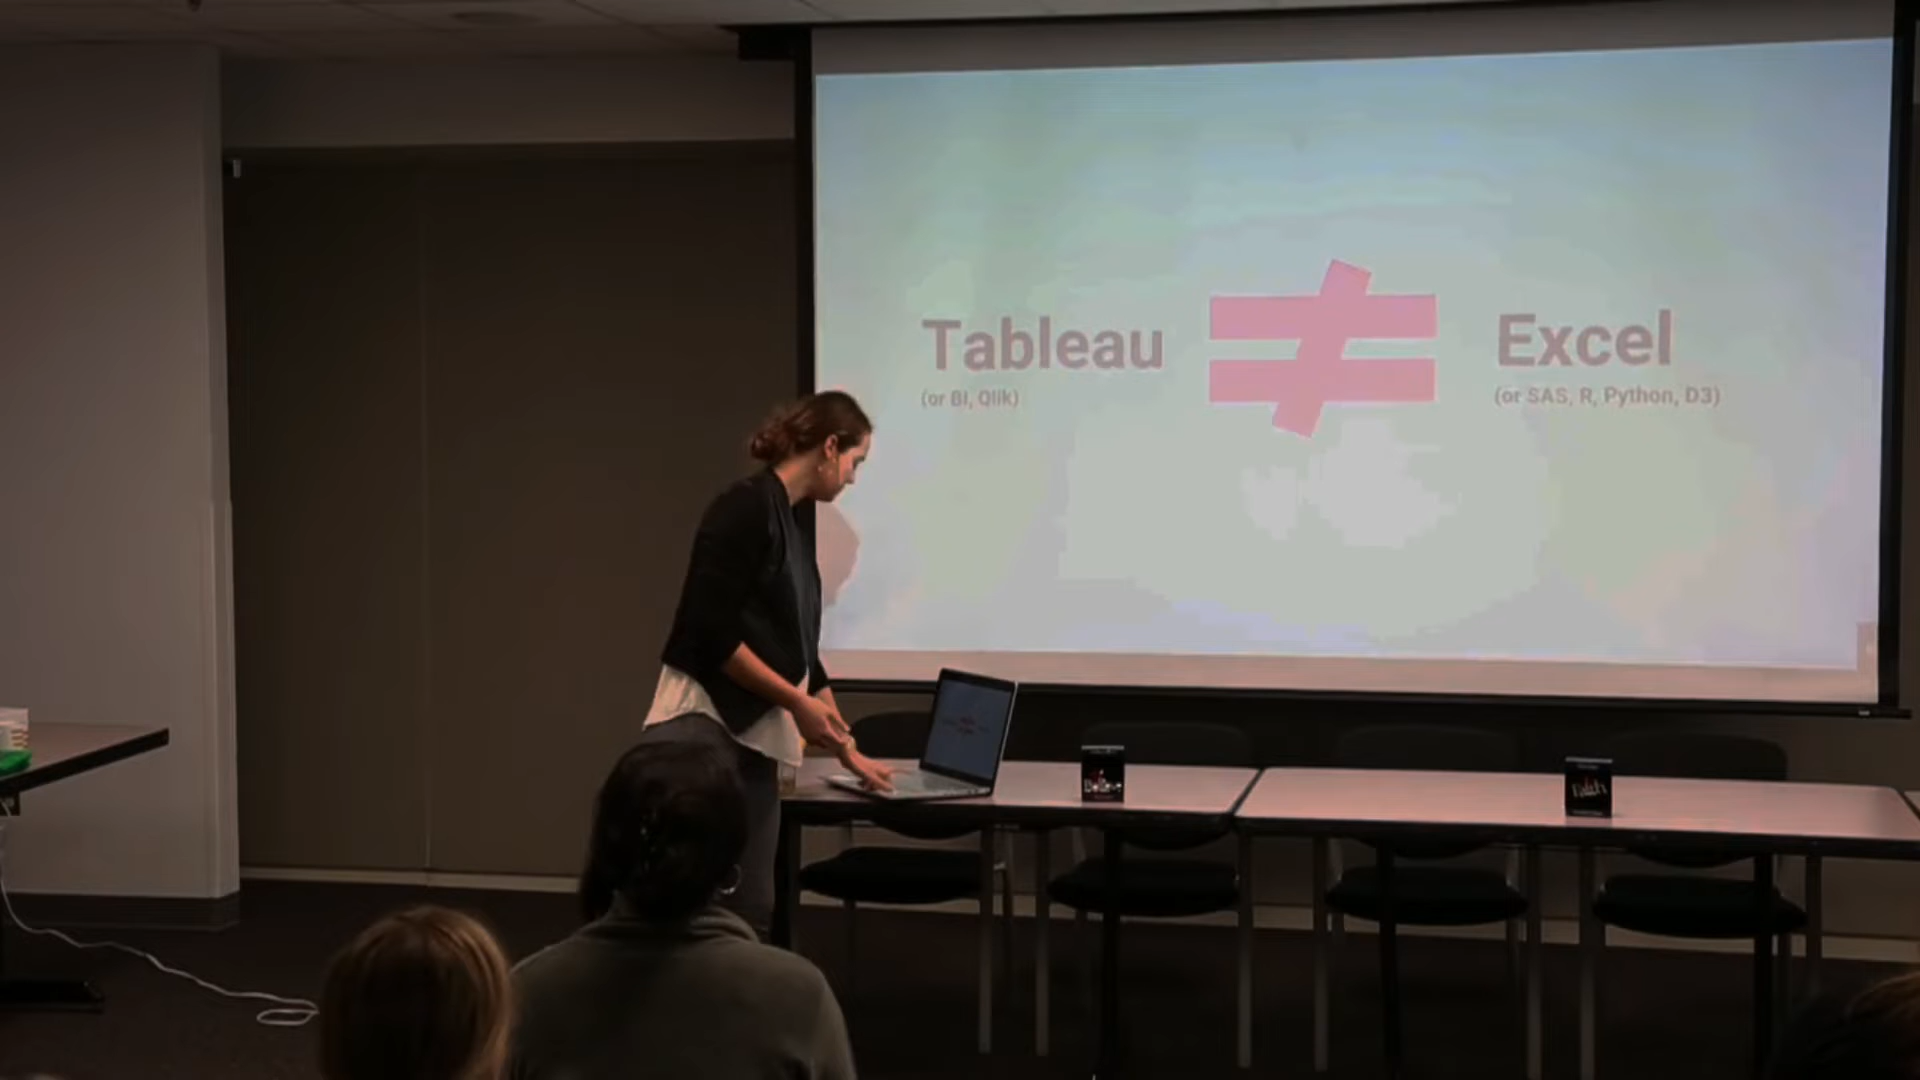 Tableau
(or BI, Qlik)
Excel
(or SAS, R, Python, D3)